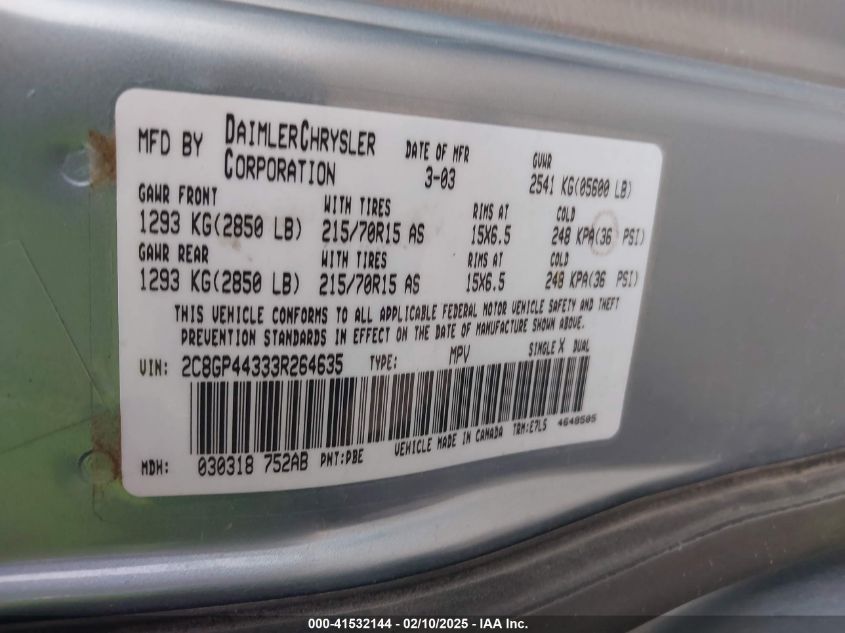 MFD BY DAIMLERCHRYSLER CORPORATION DATE OF MFR 3-03 GVWR 2541 KG(05600 LB)
GAWR FRONT WITH TIRES RIMS AT COLD
1293 KG(2850 LB) 215/70R15 AS 15X6.5 248 KPA(36 PSI)
GAWR REAR WITH TIRES RIMS AT COLD
1293 KG(2850 LB) 215/70R15 AS 15X6.5 248 KPA(36 PSI)
THIS VEHICLE CONFORMS TO ALL APPLICABLE FEDERAL MOTOR VEHICLE SAFETY AND THEFT
PREVENTION STANDARDS IN EFFECT ON THE DATE OF MANUFACTURE SHOWN ABOVE.
VIN: 2C8GP44333R264635 TYPE: MPV SINGLE X DUAL
MDH: 030318 752AB PNT:PBE VEHICLE MADE IN CANADA TRM:E7L5 4648505
000-41532144 — 02/10/2025 — IAA Inc.